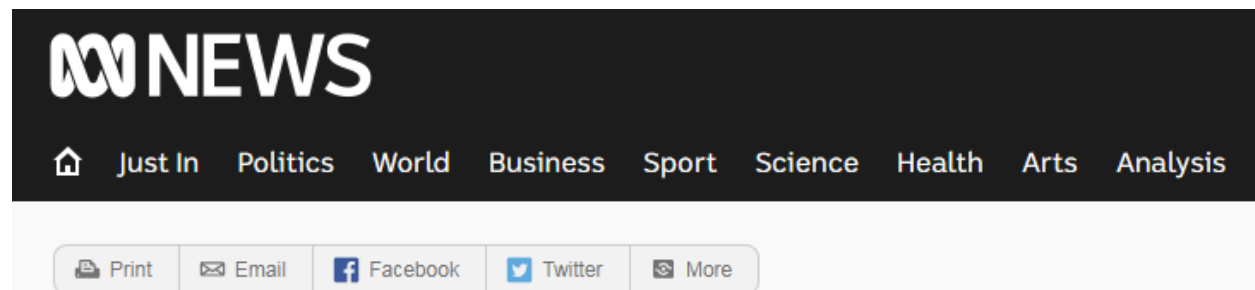 NEWS
Just In Politics World Business Sport Science Health Arts Analysis
Print Email Facebook Twitter More